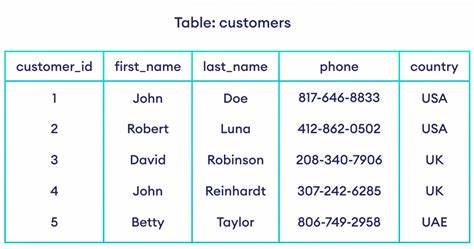 Table: customers
customer_id first_name last_name phone country
1 John Doe 817-646-8833 USA
2 Robert Luna 412-862-0502 USA
3 David Robinson 208-340-7906 UK
4 John Reinhardt 307-242-6285 UK
5 Betty Taylor 806-749-2958 UAE